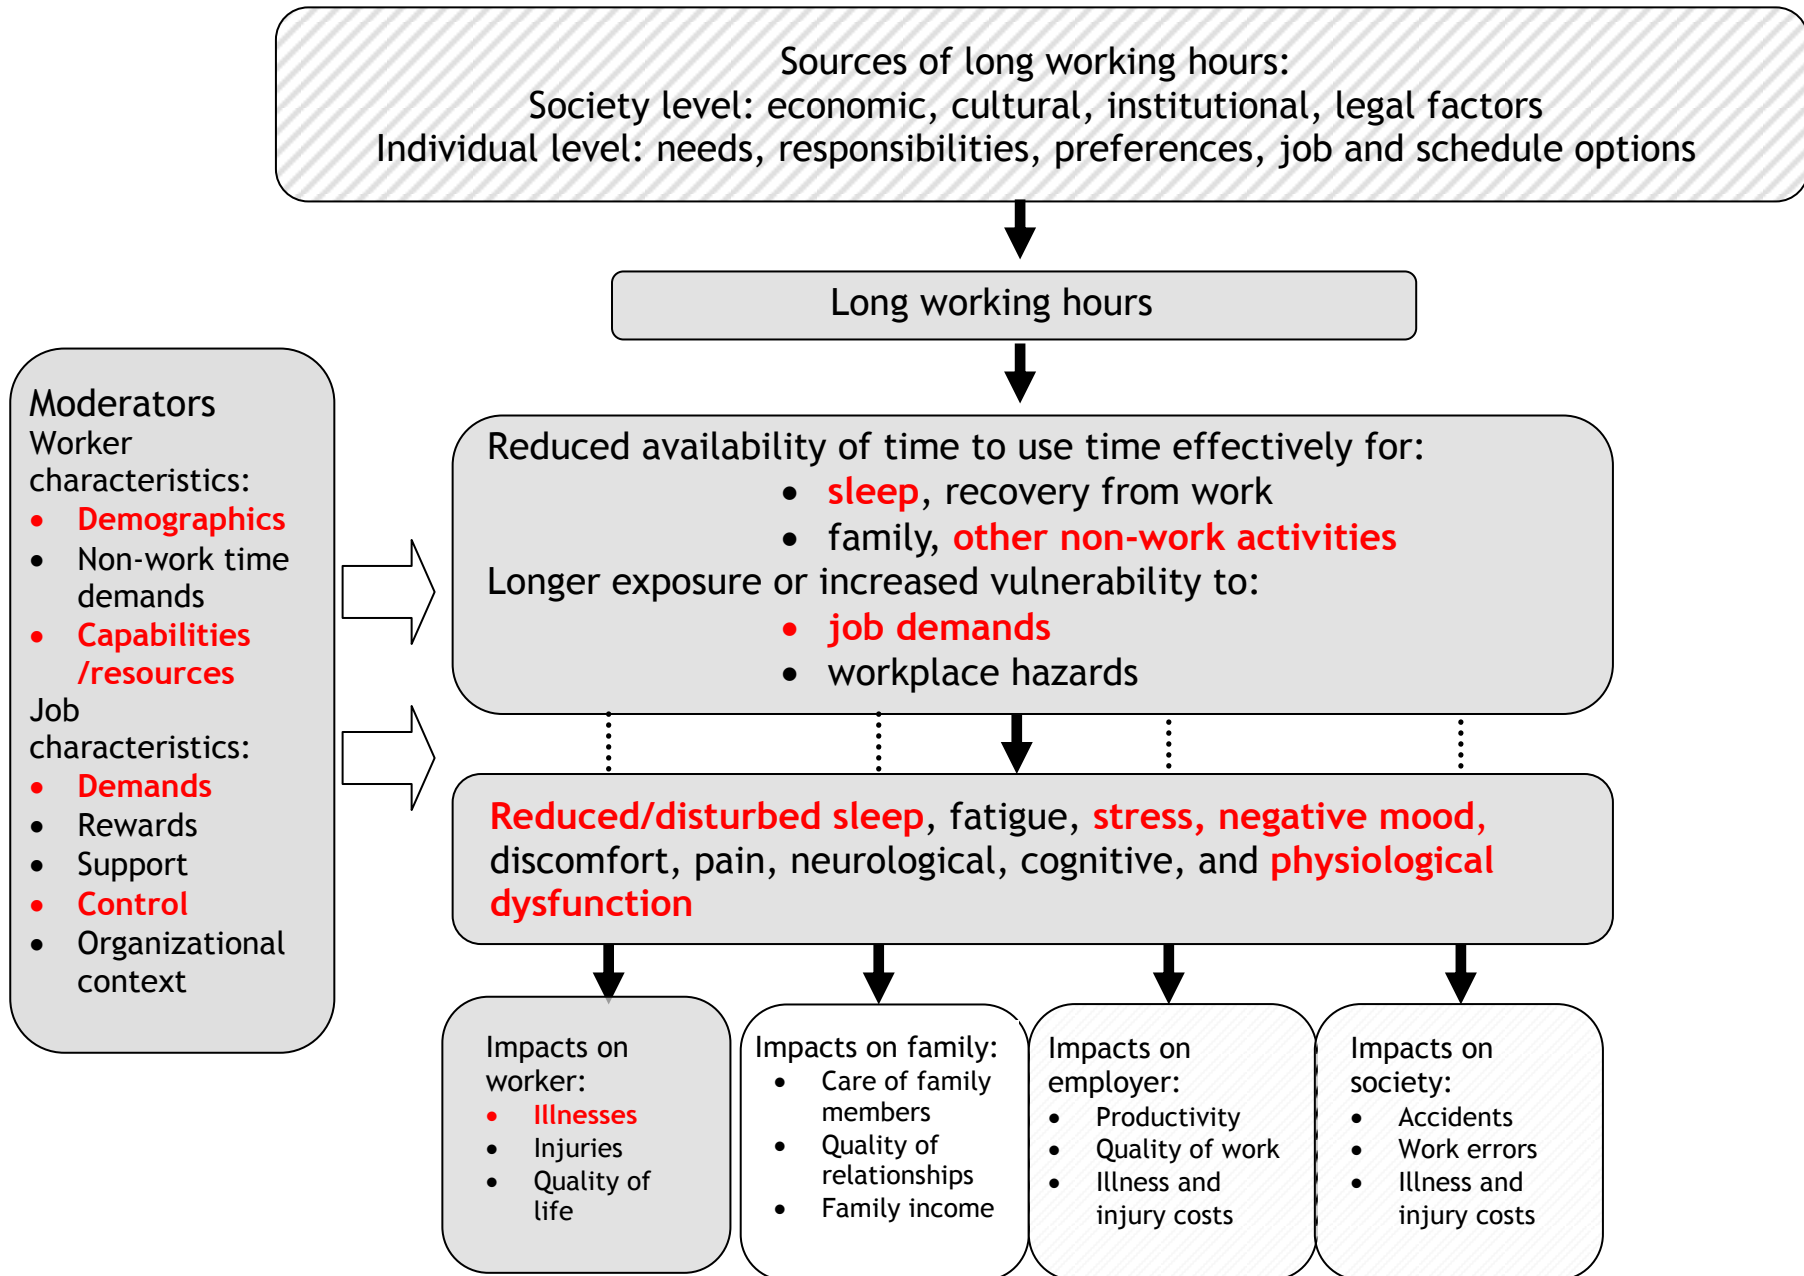 Sources of long working hours:
Society level: economic, cultural, institutional, legal factors
Individual level: needs, responsibilities, preferences, job and schedule options
Long working hours
Moderators
Worker
characteristics:
• Demographics
• Non-work time
demands
• Capabilities
/resources
Job
characteristics:
• Demands
• Rewards
• Support
• Control
• Organizational
context
Reduced availability of time to use time effectively for:
• sleep, recovery from work
• family, other non-work activities
Longer exposure or increased vulnerability to:
• job demands
• workplace hazards
Reduced/disturbed sleep, fatigue, stress, negative mood,
discomfort, pain, neurological, cognitive, and physiological
dysfunction
Impacts on
worker:
• Illnesses
• Injuries
• Quality of
life
Impacts on family:
• Care of family
members
• Quality of
relationships
• Family income
Impacts on
employer:
• Productivity
• Quality of work
• Illness and
injury costs
Impacts on
society:
• Accidents
• Work errors
• Illness and
injury costs